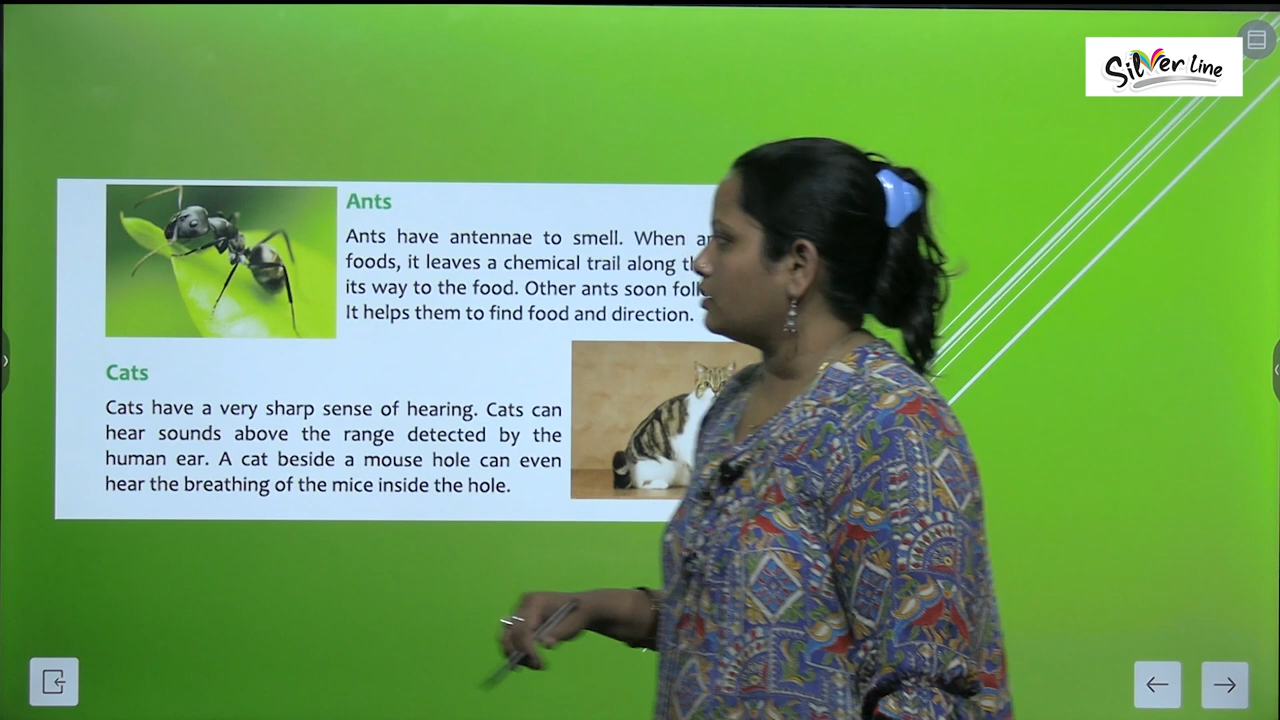 Silver line
Ants
Ants have antennae to smell. When
foods, it leaves a chemical trail along
its way to the food. Other ants soon
It helps them to find food and direction.
Cats
Cats have a very sharp sense of hearing. Cats can
hear sounds above the range detected by the
human ear. A cat beside a mouse hole can even
hear the breathing of the mice inside the hole.